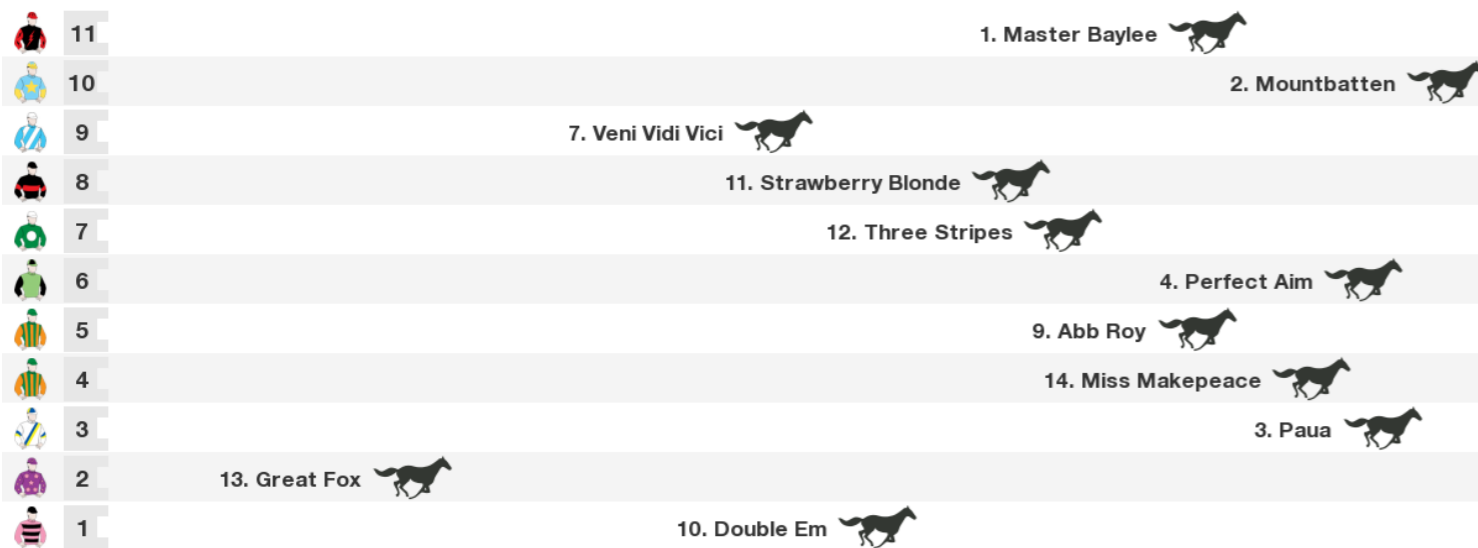 11 1. Master Baylee
10 2. Mountbatten
9 7. Veni Vidi Vici
8 11. Strawberry Blonde
7 12. Three Stripes
6 4. Perfect Aim
5 9. Abb Roy
4 14. Miss Makepeace
3 3. Paua
2 13. Great Fox
1 10. Double Em